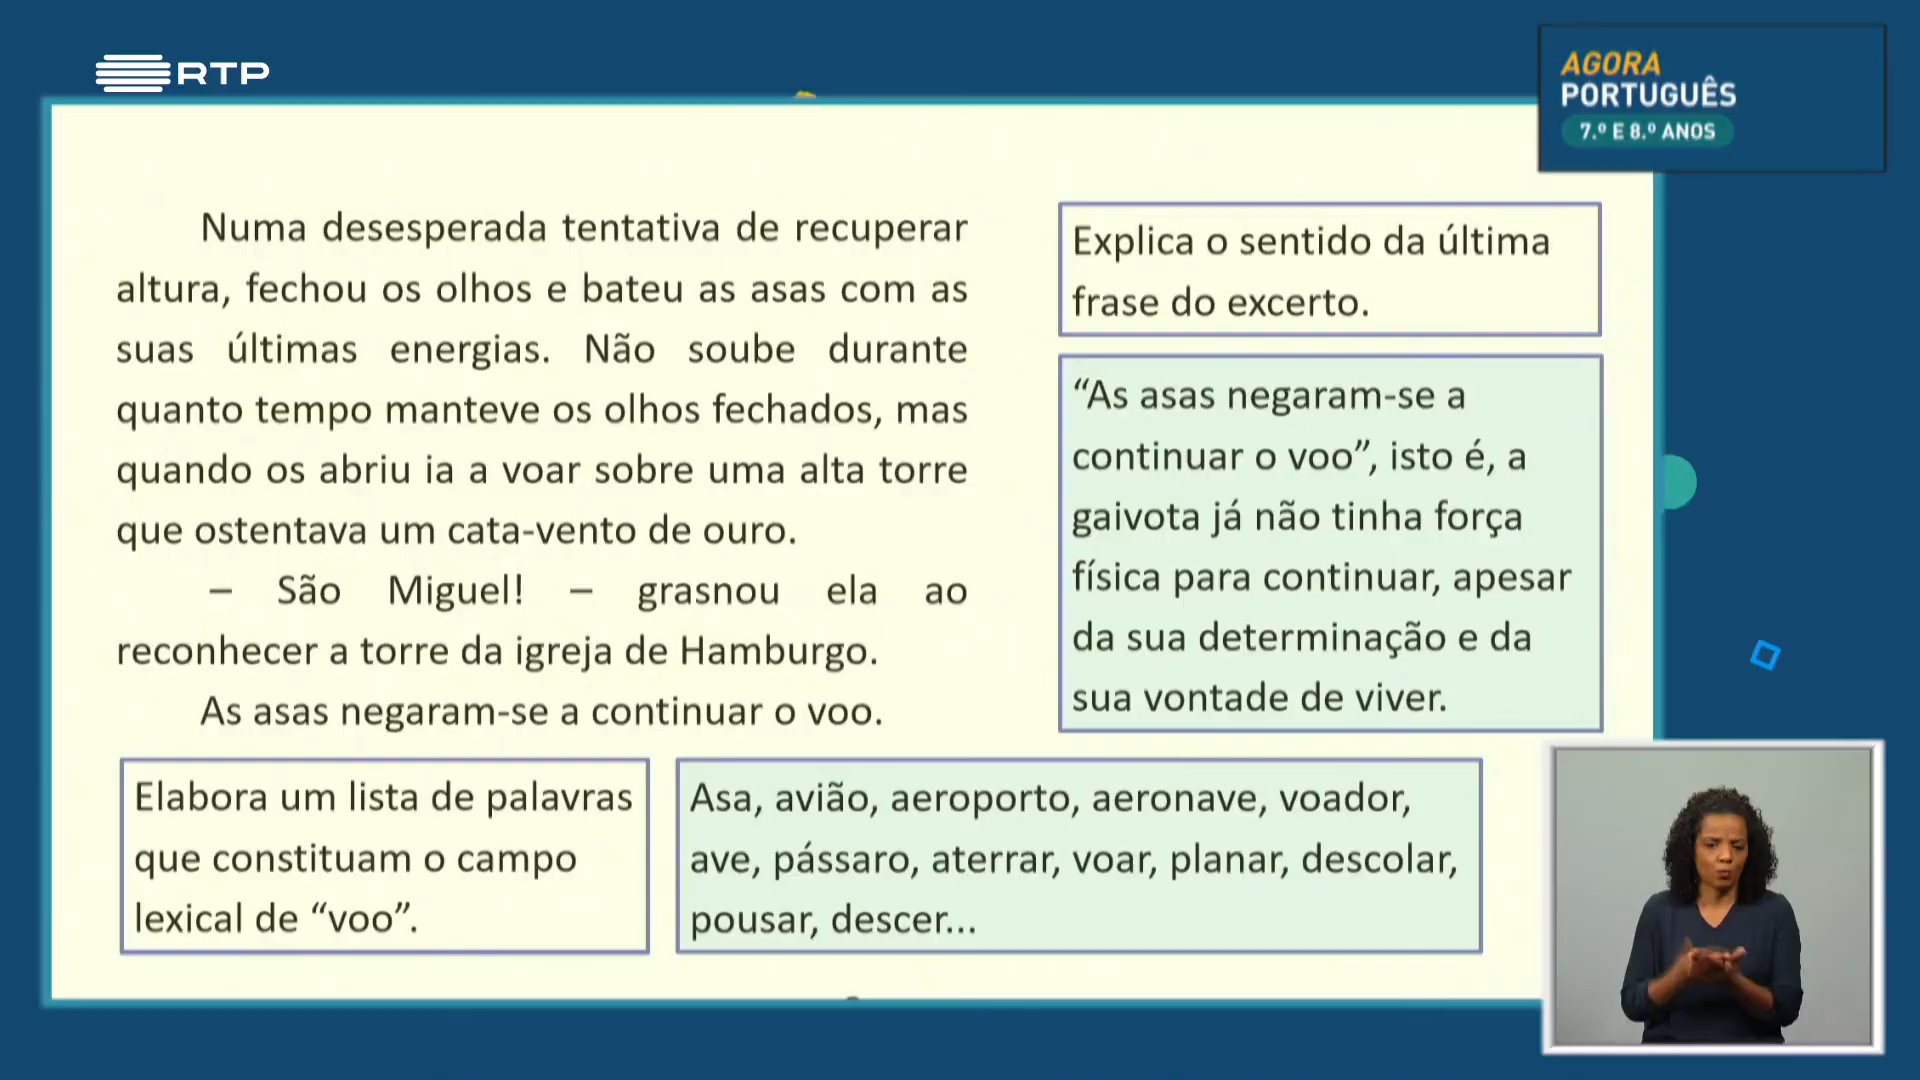 RTP
AGORA
PORTUGUÊS
7.º E 8.º ANOS
Numa desesperada tentativa de recuperar
altura, fechou os olhos e bateu as asas com as
suas últimas energias. Não soube durante
quanto tempo manteve os olhos fechados, mas
quando os abriu ia a voar sobre uma alta torre
que ostentava um cata-vento de ouro.
– São Miguel! – grasnou ela ao
reconhecer a torre da igreja de Hamburgo.
As asas negaram-se a continuar o voo.
Explica o sentido da última
frase do excerto.
“As asas negaram-se a
continuar o voo”, isto é, a
gaivota já não tinha força
física para continuar, apesar
da sua determinação e da
sua vontade de viver.
Elabora um lista de palavras
que constituam o campo
lexical de “voo”.
Asa, avião, aeroporto, aeronave, voador,
ave, pássaro, aterrar, voar, planar, descolar,
pousar, descer...